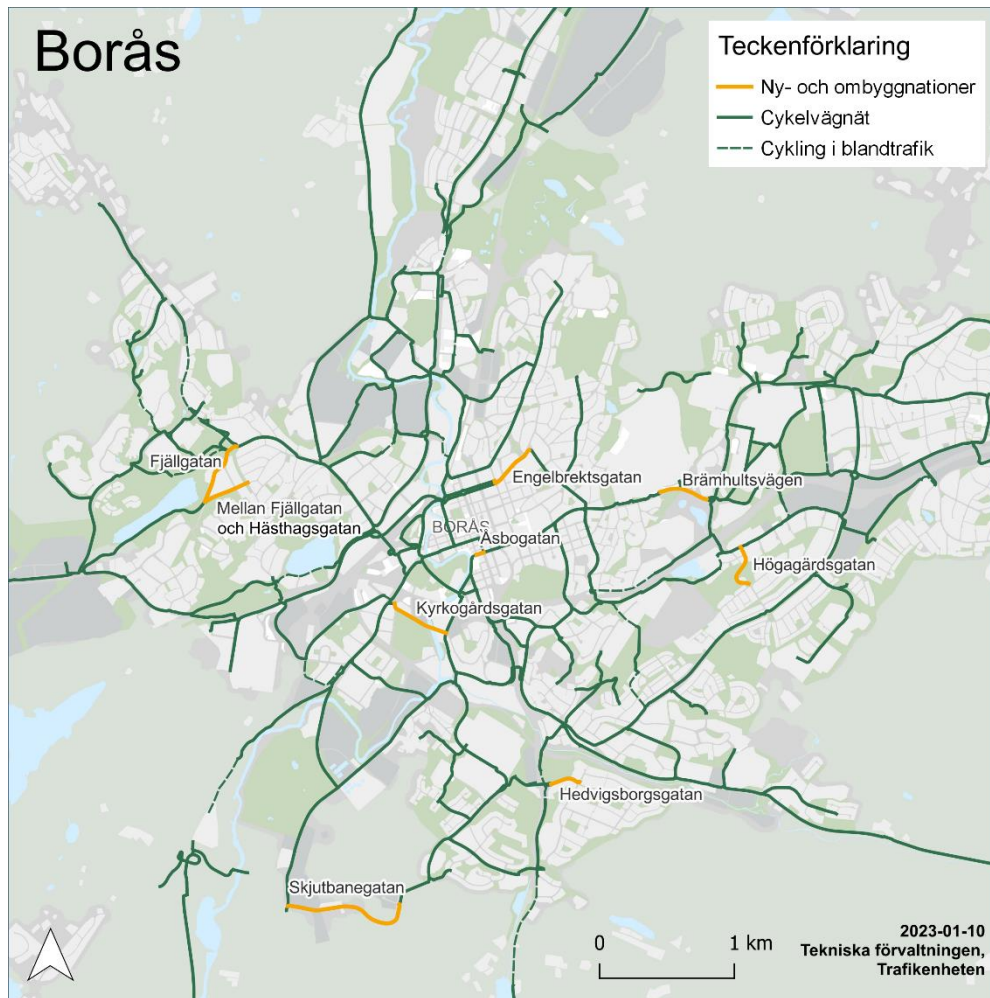 Borås
Teckenförklaring
Ny- och ombyggnationer
Cykelvägnät
Cykling i blandtrafik
Fjällgatan
Engelbrektsgatan
Brämhultsvägen
Mellan Fjällgatan
och Hästhagsgatan
BORÅS
Åsbogatan
Högagärdsgatan
Kyrkogårdsgatan
Hedvigsborgsgatan
Skjutbanegatan
0 1 km
2023-01-10
Tekniska förvaltningen,
Trafikenheten